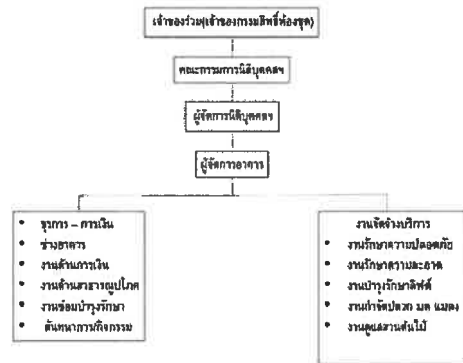 เจ้าของร่วม(เจ้าของกรรมสิทธิ์ห้องชุด)
คณะกรรมการนิติบุคคลฯ
ผู้จัดการนิติบุคคลฯ
ผู้จัดการอาคาร
• ธุรการ – การเงิน
• ช่างอาคาร
• งานด้านการเงิน
• งานด้านสาธารณูปโภค
• งานซ่อมบำรุงรักษา
• สันทนาการ/กิจกรรม
งานจัดจ้างบริการ
• งานรักษาความปลอดภัย
• งานรักษาความสะอาด
• งานบำรุงรักษาลิฟต์
• งานกำจัดปลวก มด แมลง
• งานดูแลสวนต้นไม้